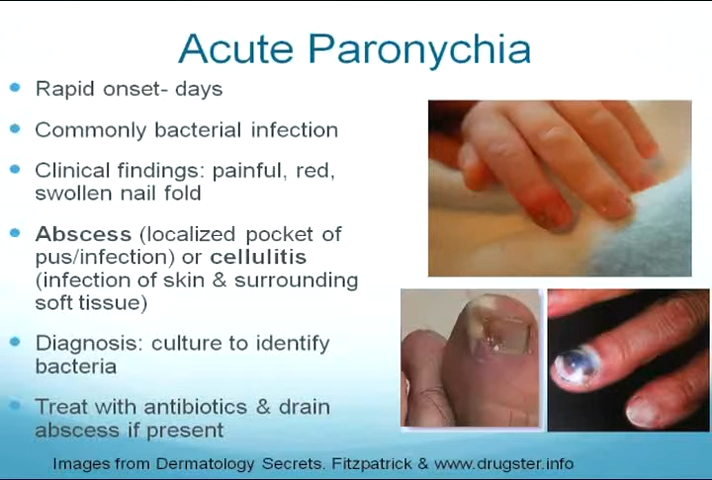 Acute Paronychia
Rapid onset- days
Commonly bacterial infection
Clinical findings: painful, red,
swollen nail fold
Abscess (localized pocket of
pus/infection) or cellulitis
(infection of skin & surrounding
soft tissue)
Diagnosis: culture to identify
bacteria
Treat with antibiotics & drain
abscess if present
Images from Dermatology Secrets. Fitzpatrick & www.drugster.info